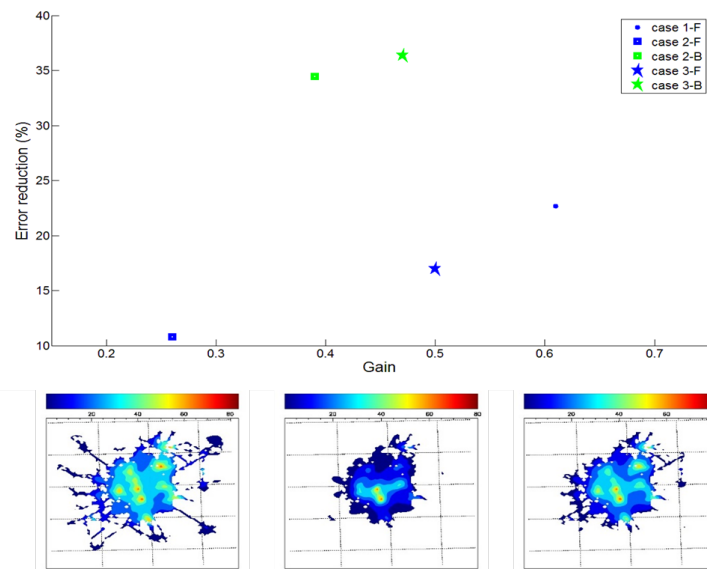 40
35
30
25
20
15
10
Error reduction (%)
case 1-F
case 2-F
case 2-B
case 3-F
case 3-B
0.2 0.3 0.4 0.5 0.6 0.7
Gain
20 40 60 80
20 40 60 80
20 40 60